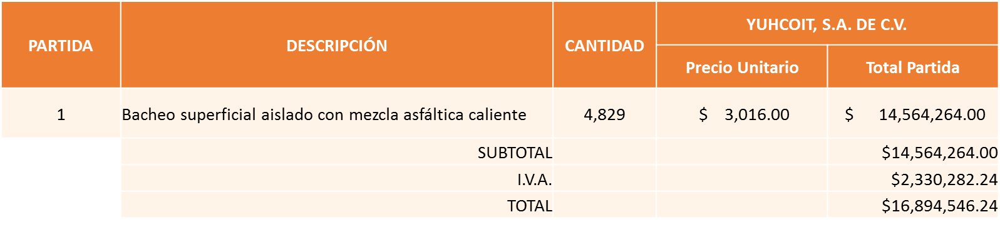 PARTIDA
DESCRIPCIÓN
CANTIDAD
YUHCOIT, S.A. DE C.V.
Precio Unitario
Total Partida
1
Bacheo superficial aislado con mezcla asfáltica caliente
4,829
$ 3,016.00
$ 14,564,264.00
SUBTOTAL
$14,564,264.00
I.V.A.
$2,330,282.24
TOTAL
$16,894,546.24